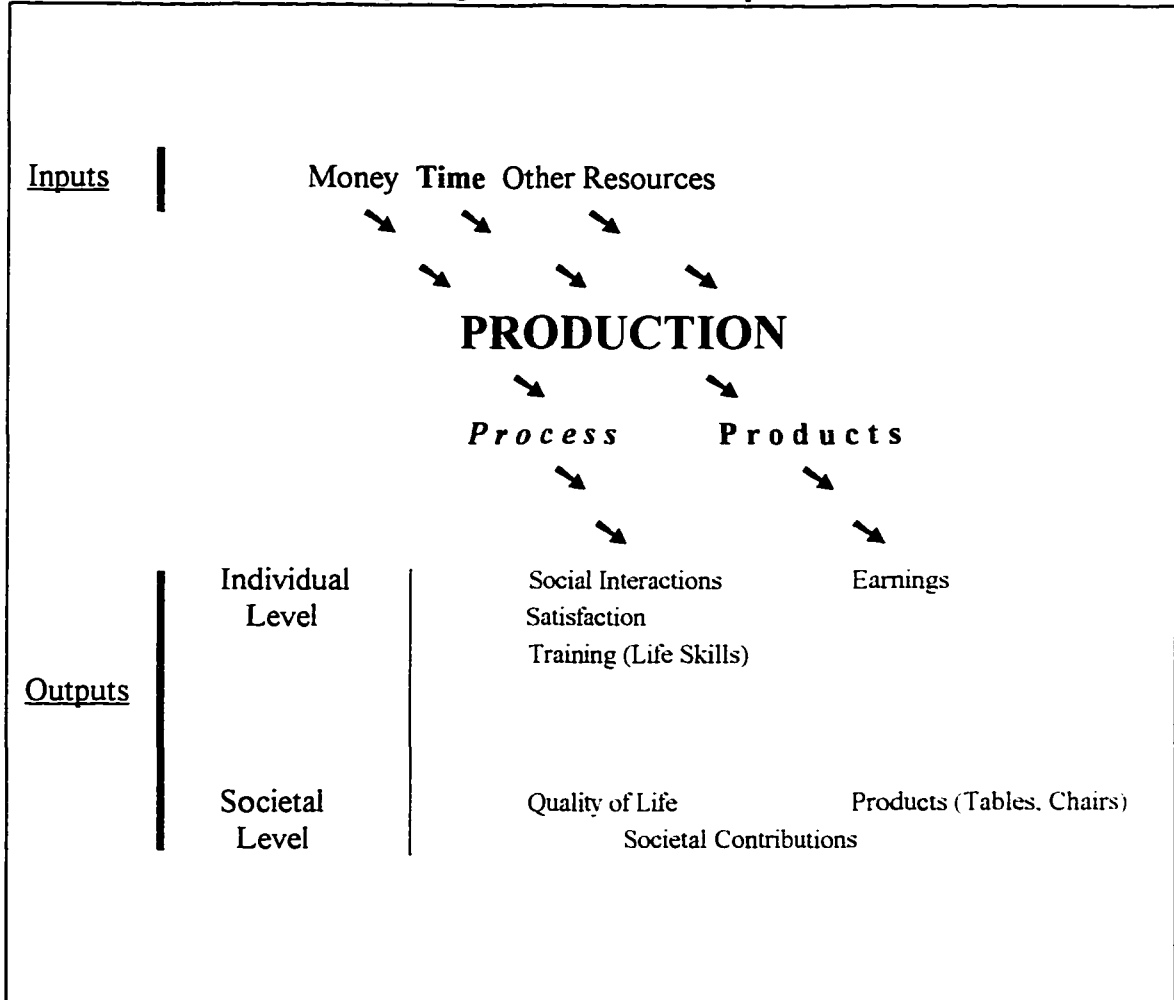 Inputs
Money Time Other Resources
PRODUCTION
Process Products
Individual Level
Social Interactions Earnings
Satisfaction
Training (Life Skills)
Outputs
Societal Level
Quality of Life Products (Tables, Chairs)
Societal Contributions